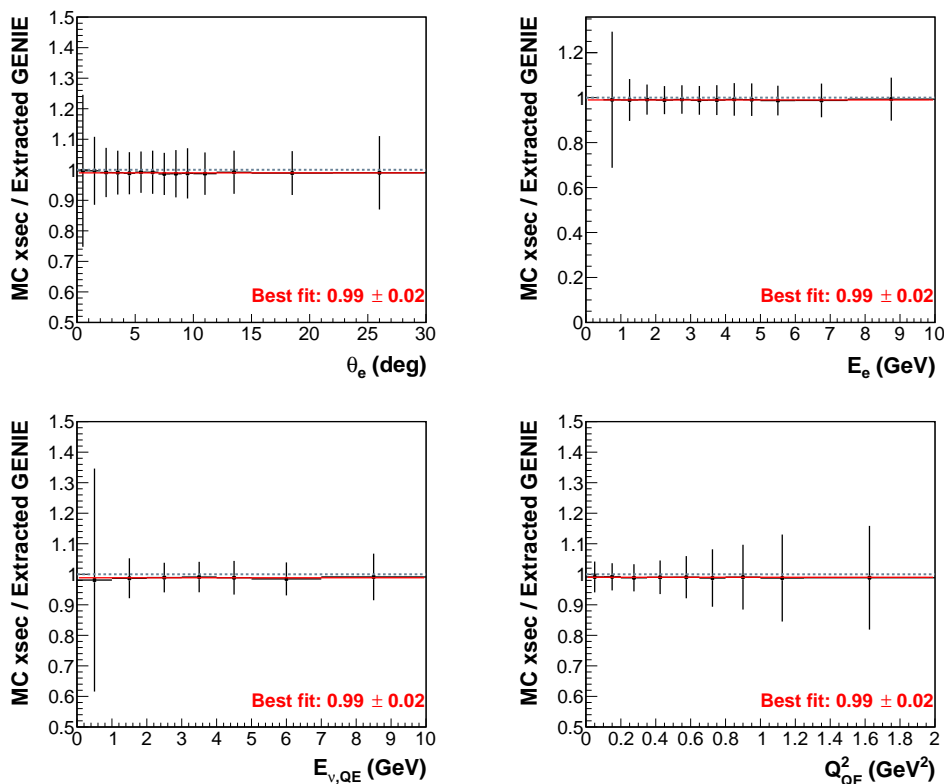 MC xsec / Extracted GENIE
1.5
1.4
1.3
1.2
1.1
1
0.9
0.8
0.7
0.6
0.5
Best fit: 0.99 ± 0.02
0 5 10 15 20 25 30
θe (deg)
MC xsec / Extracted GENIE
1.2
1
0.8
0.6
0.4
0.2
0
Best fit: 0.99 ± 0.02
0 1 2 3 4 5 6 7 8 9 10
Ee (GeV)
MC xsec / Extracted GENIE
1.5
1.4
1.3
1.2
1.1
1
0.9
0.8
0.7
0.6
0.5
Best fit: 0.99 ± 0.02
0 1 2 3 4 5 6 7 8 9 10
Eν,QE (GeV)
MC xsec / Extracted GENIE
1.5
1.4
1.3
1.2
1.1
1
0.9
0.8
0.7
0.6
0.5
Best fit: 0.99 ± 0.02
0 0.2 0.4 0.6 0.8 1 1.2 1.4 1.6 1.8 2
Q²QE (GeV²)